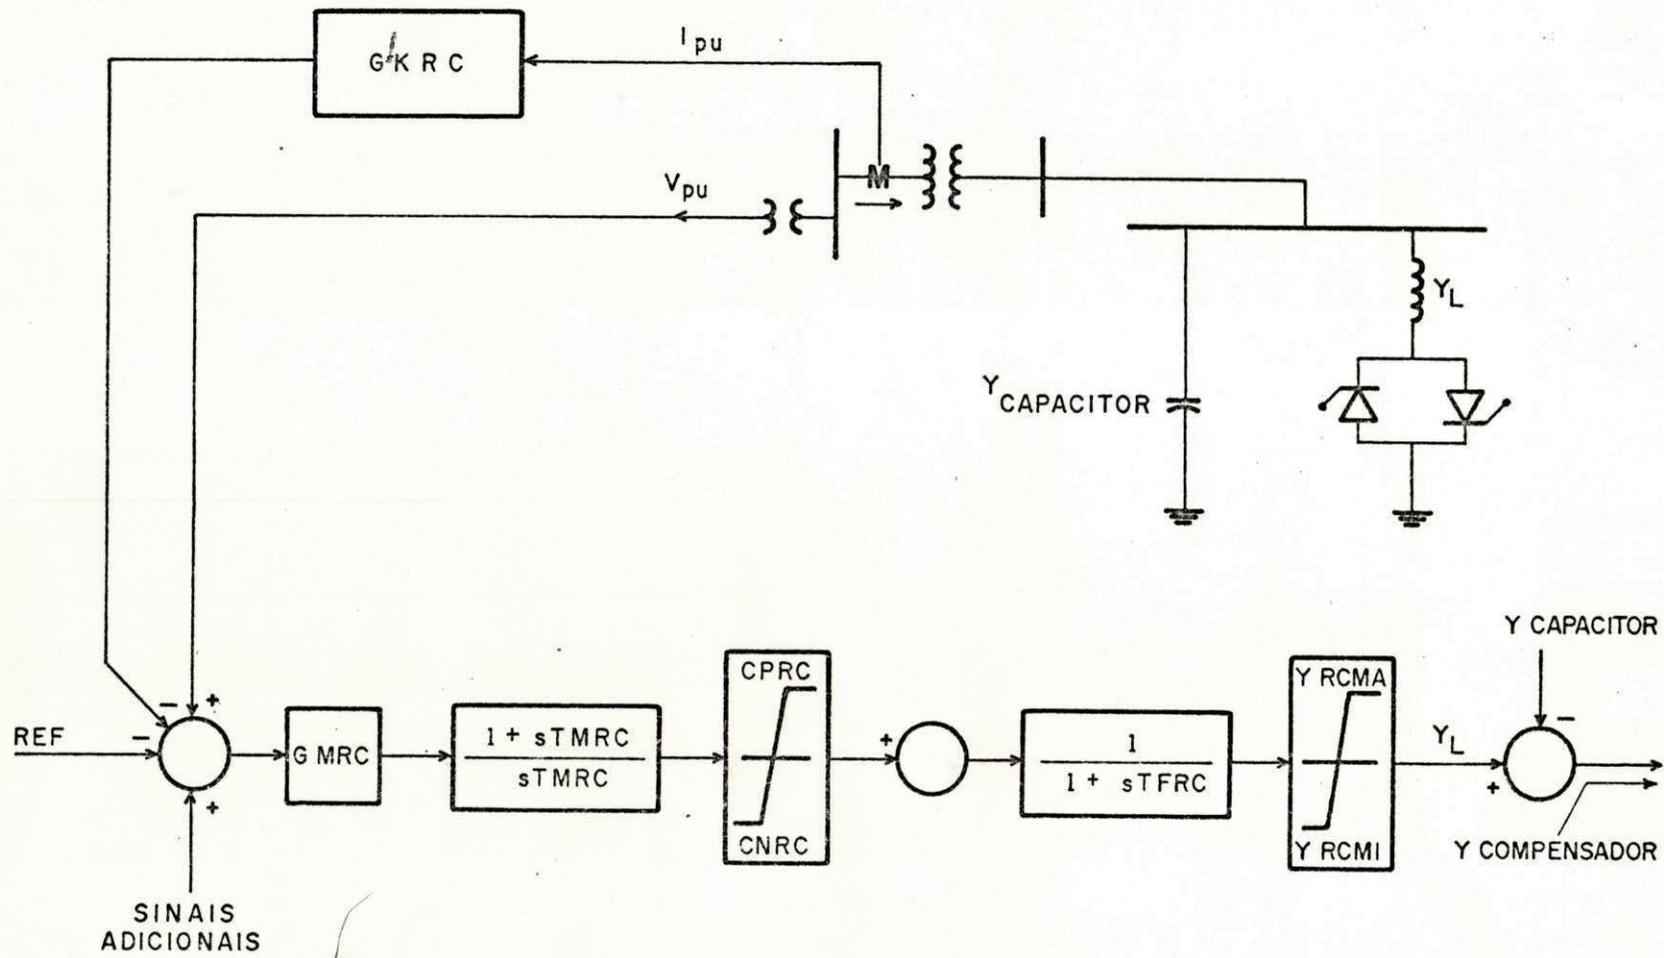 G K R C
I pu
V pu
Y L
Y CAPACITOR
Y CAPACITOR
CPRC
Y RCMA
REF
G MRC
1 + sTMRC
sTMRC
1
1 + sTFRC
Y L
CNRC
Y RCMI
Y COMPENSADOR
SINAIS
ADICIONAIS
- + - + + - +